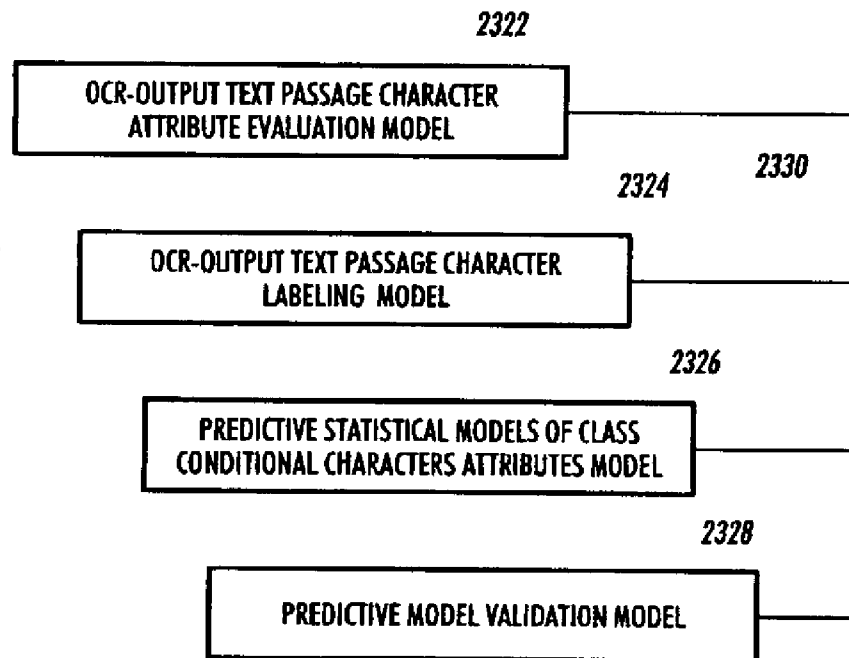 2322
OCR-OUTPUT TEXT PASSAGE CHARACTER
ATTRIBUTE EVALUATION MODEL
2330
2324
OCR-OUTPUT TEXT PASSAGE CHARACTER
LABELING MODEL
2326
PREDICTIVE STATISTICAL MODELS OF CLASS
CONDITIONAL CHARACTERS ATTRIBUTES MODEL
2328
PREDICTIVE MODEL VALIDATION MODEL